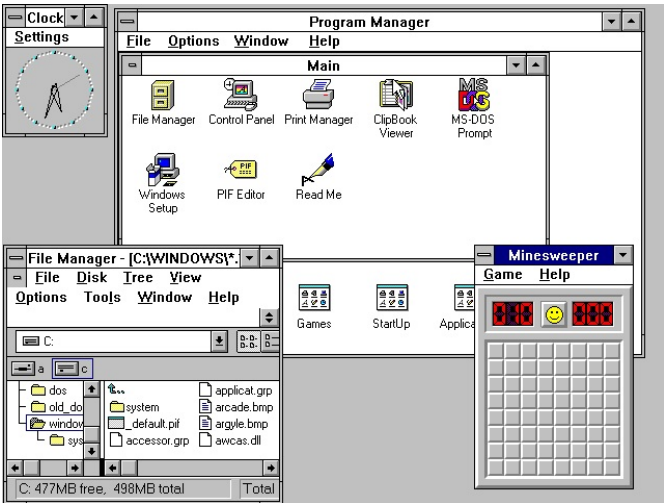 Clock
Settings
Program Manager
File Options Window Help
Main
File Manager
Control Panel
Print Manager
ClipBook
Viewer
MS-DOS
Prompt
Windows
Setup
PIF Editor
Read Me
Games
StartUp
Applica
File Manager - [C:\WINDOWS\*.
File Disk Tree View
Options Tools Window Help
C:
a
c
dos
old_do
window
sys
system
_default.pif
accessor.grp
applicat.grp
arcade.bmp
argyle.bmp
awcas.dll
C: 477MB free, 498MB total
Total
Minesweeper
Game Help